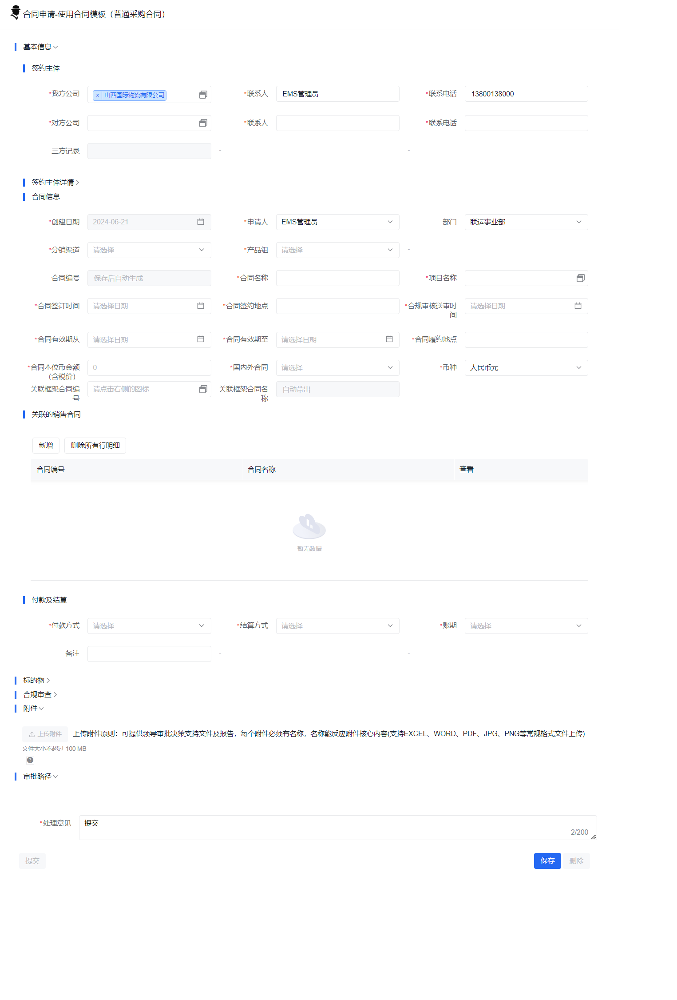 合同申请-使用合同模板（普通采购合同）
基本信息
签约主体
*我方公司 × 山西国际物流有限公司 *联系人 EMS管理员 *联系电话 13800138000
*对方公司 *联系人 *联系电话
三方记录 - -
签约主体详情
合同信息
*创建日期 2024-06-21 *申请人 EMS管理员 部门 联运事业部
*分销渠道 请选择 *产品组 请选择 -
合同编号 保存后自动生成 *合同名称 *项目名称
*合同签订时间 请选择日期 *合同签约地点 *合规审核送审时间 请选择日期
*合同有效期从 请选择日期 *合同有效期至 请选择日期 *合同履约地点
*合同本位币金额（含税价） 0 *国内外合同 请选择 *币种 人民币元
关联框架合同编号 请点击右侧的图标 关联框架合同名称 自动带出 -
关联的销售合同
新增 删除所有行明细
合同编号 合同名称 查看
暂无数据
付款及结算
*付款方式 请选择 *结算方式 请选择 *账期 请选择
备注 - -
标的物
合规审查
附件
上传附件 上传附件原则：可提供领导审批决策支持文件及报告，每个附件必须有名称，名称能反应附件核心内容(支持EXCEL、WORD、PDF、JPG、PNG等常规格式文件上传)
文件大小不超过 100 MB
?
审批路径
*处理意见 提交
2/200
提交 保存 删除